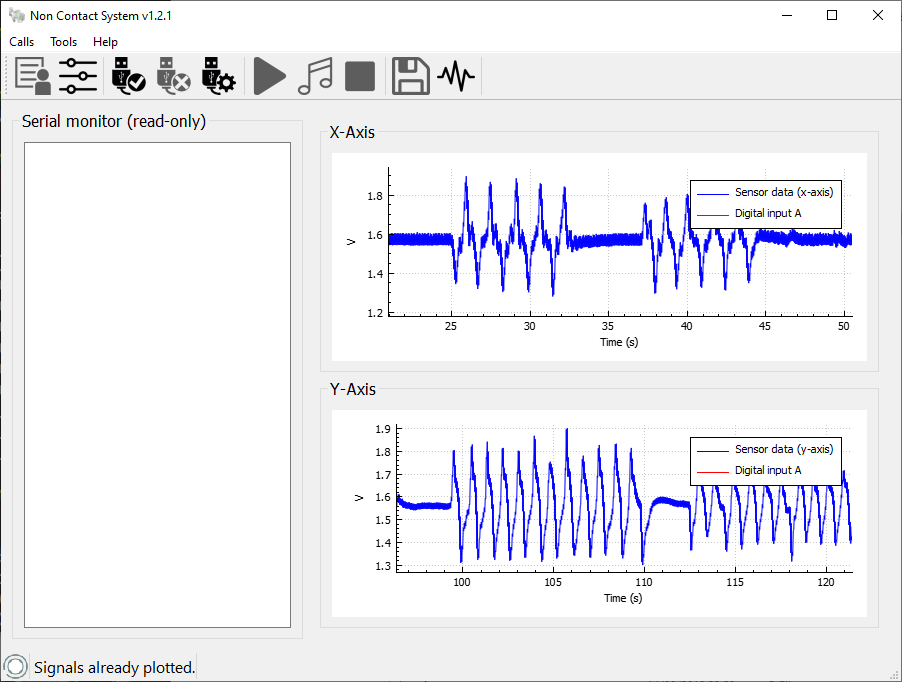 Non Contact System v1.2.1
Calls Tools Help
Serial monitor (read-only)
X-Axis
Sensor data (x-axis)
Digital input A
1.8
1.6
1.4
1.2
V
25 30 35 40 45 50
Time (s)
Y-Axis
Sensor data (y-axis)
Digital input A
1.9
1.8
1.7
1.6
1.5
1.4
1.3
V
100 105 110 115 120
Time (s)
Signals already plotted.